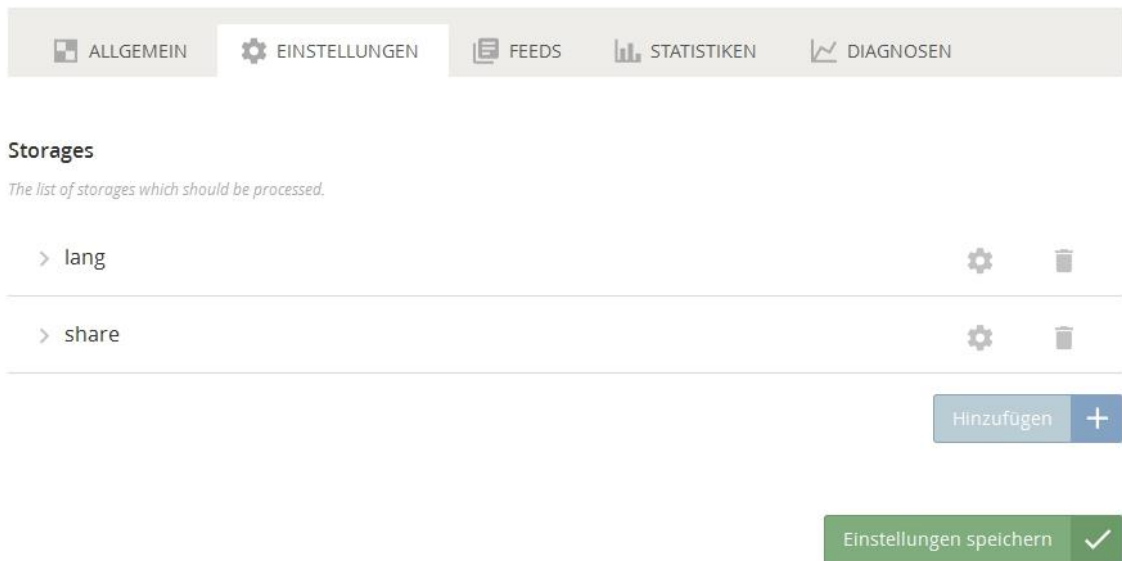 ALLGEMEIN EINSTELLUNGEN FEEDS STATISTIKEN DIAGNOSEN
Storages
The list of storages which should be processed.
lang
share
Hinzufügen
Einstellungen speichern